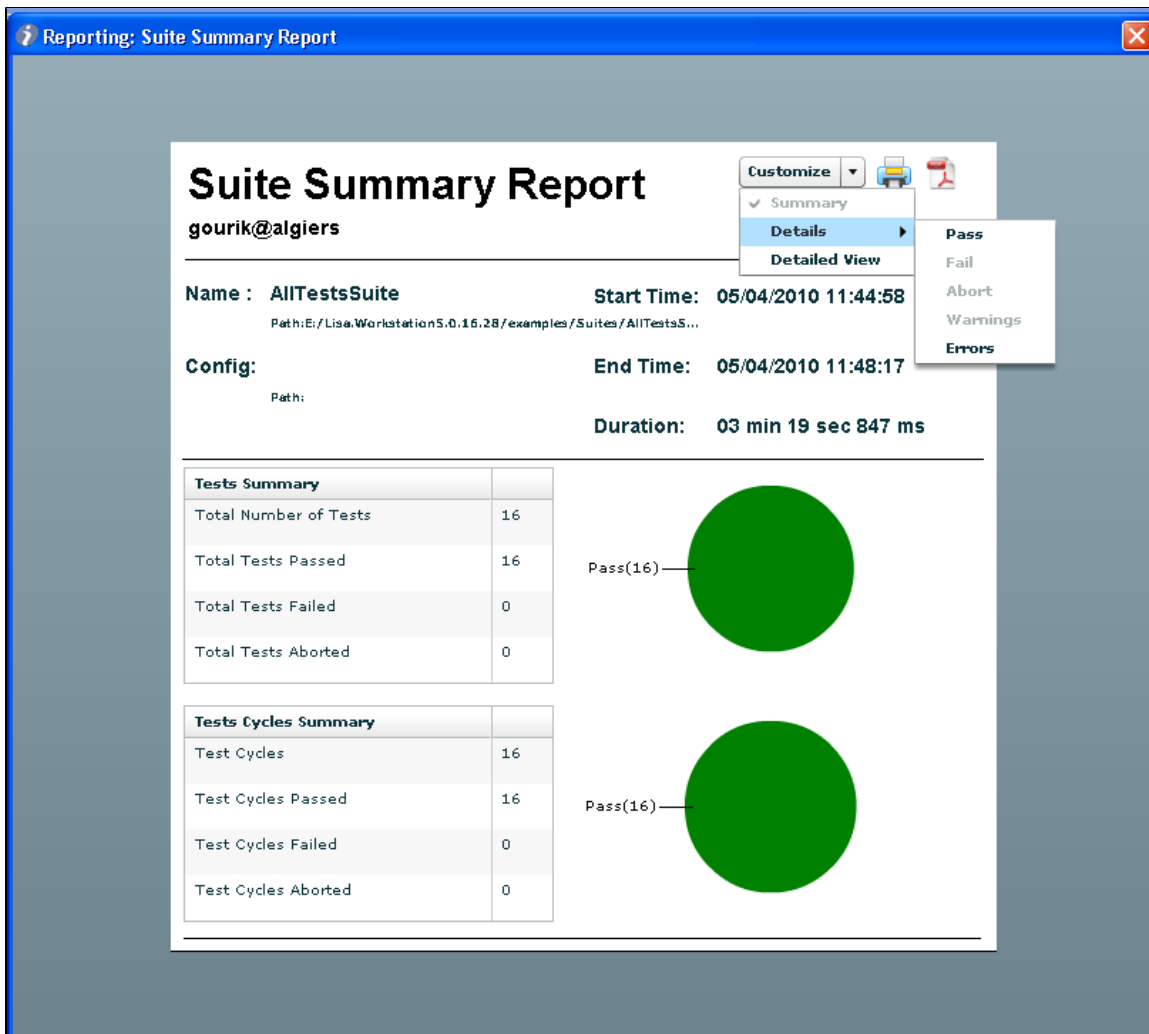 Reporting: Suite Summary Report
Suite Summary Report
gourik@algiers
Customize
Summary
Details
Detailed View
Pass
Fail
Abort
Warnings
Errors
Name : AllTestsSuite
Path:E:/Lisa.Workstation5.0.16.28/examples/Suites/AllTestsS...
Start Time: 05/04/2010 11:44:58
Config:
Path:
End Time: 05/04/2010 11:48:17
Duration: 03 min 19 sec 847 ms
Tests Summary
Total Number of Tests 16
Total Tests Passed 16
Total Tests Failed 0
Total Tests Aborted 0
Pass(16)
Tests Cycles Summary
Test Cycles 16
Test Cycles Passed 16
Test Cycles Failed 0
Test Cycles Aborted 0
Pass(16)